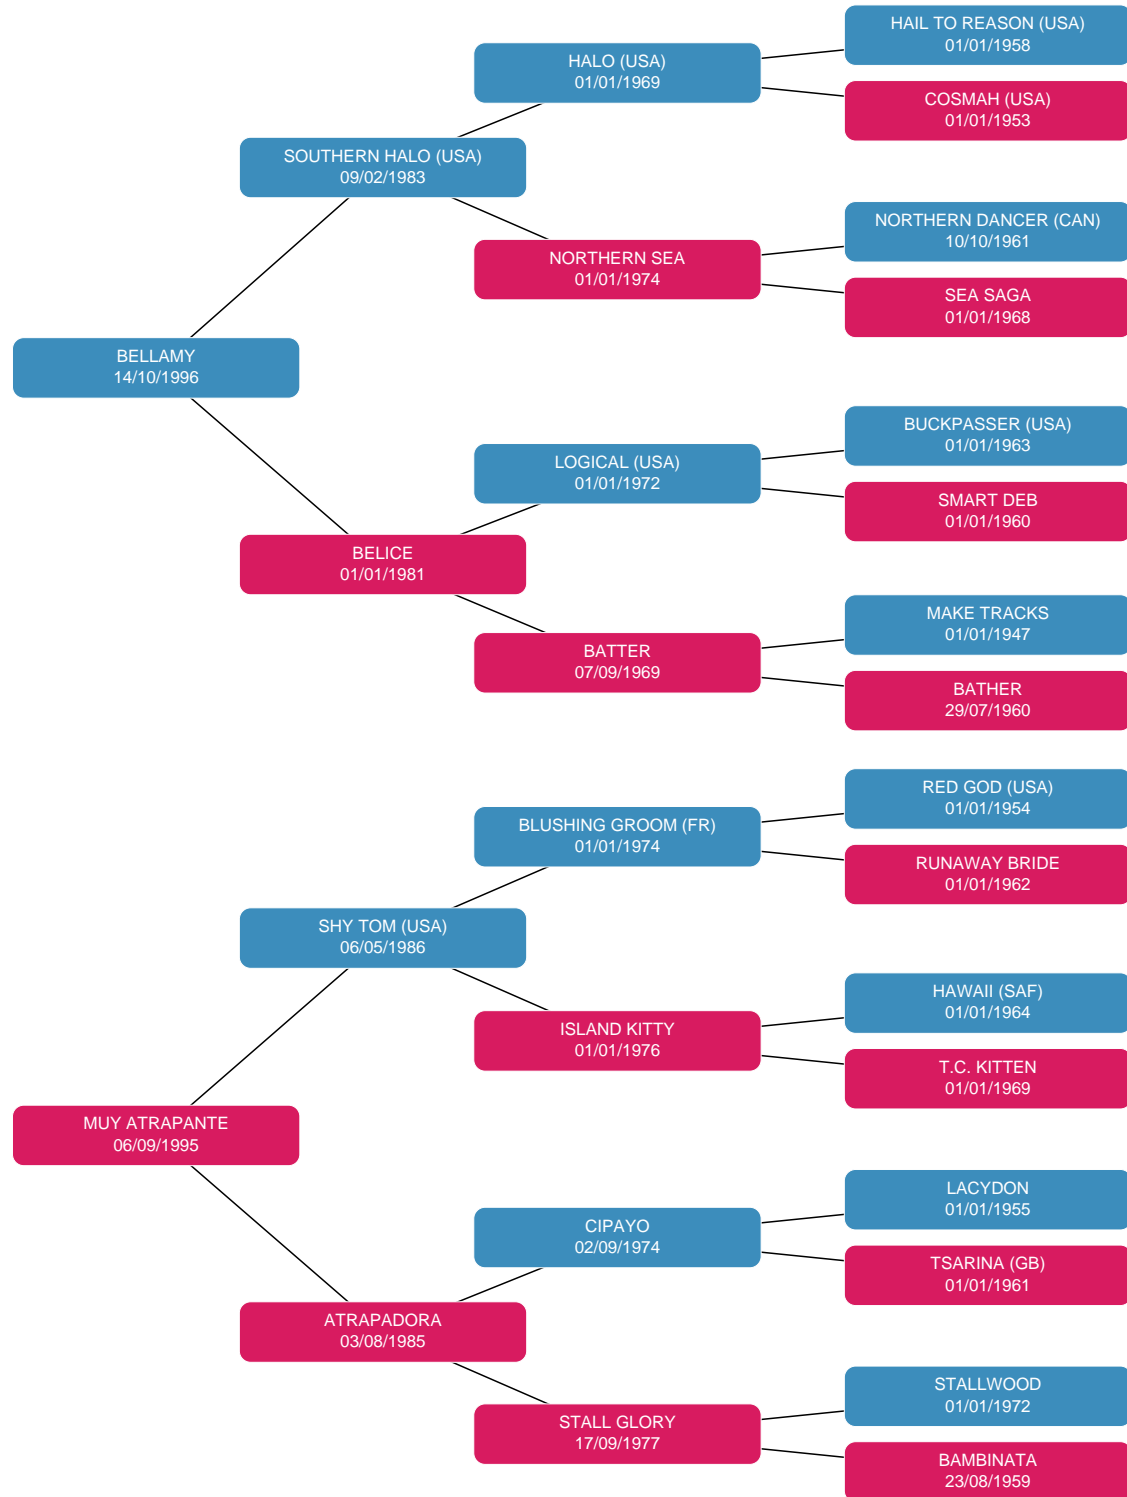 HAIL TO REASON (USA)
01/01/1958
HALO (USA)
01/01/1969
COSMAH (USA)
01/01/1953
SOUTHERN HALO (USA)
09/02/1983
NORTHERN DANCER (CAN)
10/10/1961
NORTHERN SEA
01/01/1974
SEA SAGA
01/01/1968
BELLAMY
14/10/1996
BUCKPASSER (USA)
01/01/1963
LOGICAL (USA)
01/01/1972
SMART DEB
01/01/1960
BELICE
01/01/1981
MAKE TRACKS
01/01/1947
BATTER
07/09/1969
BATHER
29/07/1960
RED GOD (USA)
01/01/1954
BLUSHING GROOM (FR)
01/01/1974
RUNAWAY BRIDE
01/01/1962
SHY TOM (USA)
06/05/1986
HAWAII (SAF)
01/01/1964
ISLAND KITTY
01/01/1976
T.C. KITTEN
01/01/1969
MUY ATRAPANTE
06/09/1995
LACYDON
01/01/1955
CIPAYO
02/09/1974
TSARINA (GB)
01/01/1961
ATRAPADORA
03/08/1985
STALLWOOD
01/01/1972
STALL GLORY
17/09/1977
BAMBINATA
23/08/1959